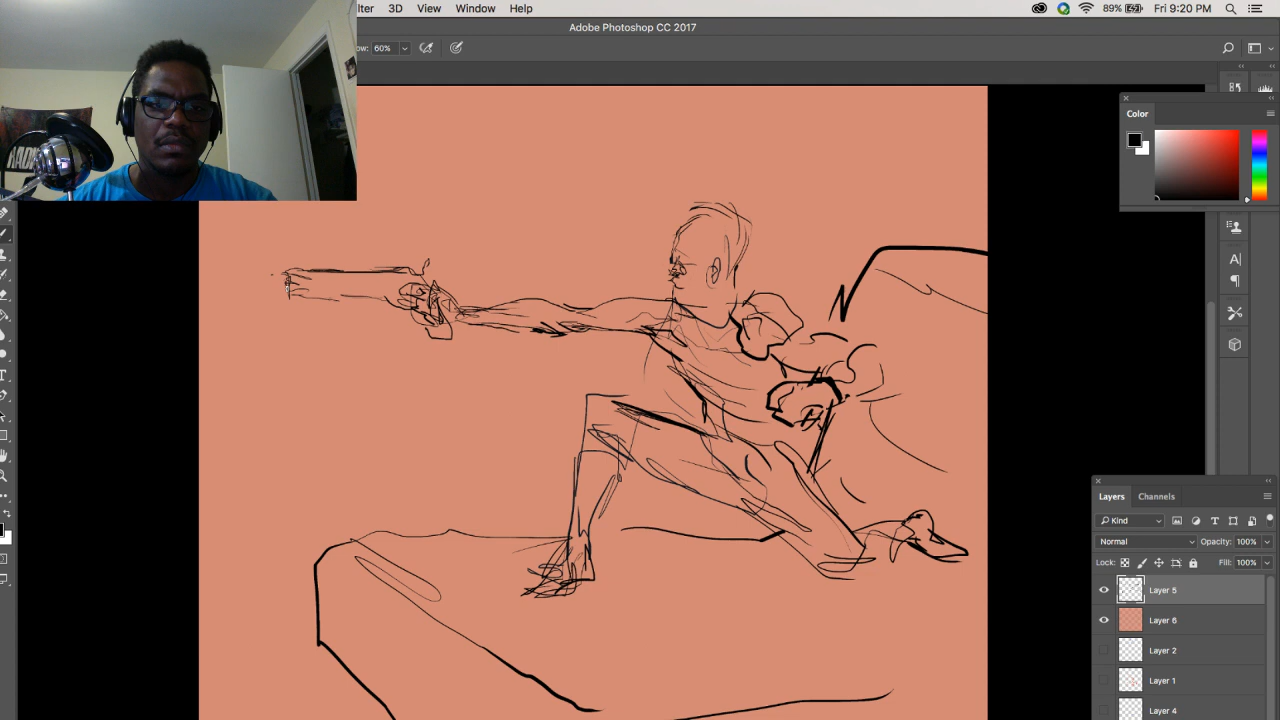 lter 3D View Window Help
89% Fri 9:20 PM
Adobe Photoshop CC 2017
ow: 60%
Color
Layers Channels
Kind
Normal Opacity: 100%
Lock: Fill: 100%
Layer 5
Layer 6
Layer 2
Layer 1
Layer 4